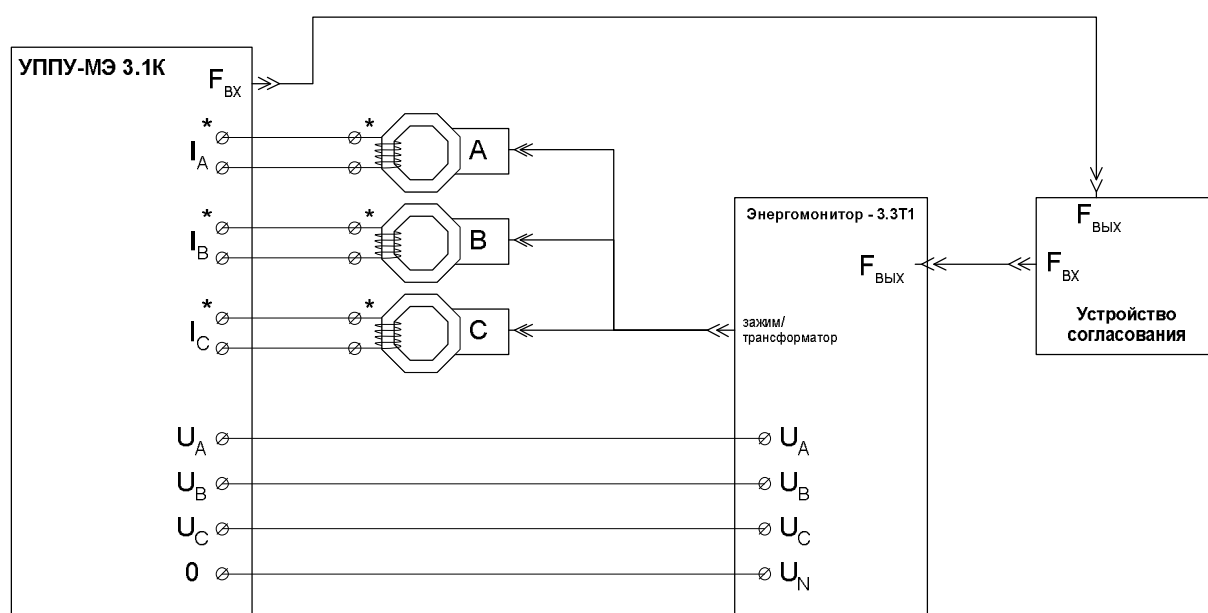 УППУ-МЭ 3.1К
FВХ
*
*
IA
A
*
*
IB
B
*
*
IC
C
Энергомонитор - 3.3Т1
FВЫХ
зажим/
трансформатор
FВЫХ
FВХ
Устройство
согласования
UA
UA
UB
UB
UC
UC
0
UN